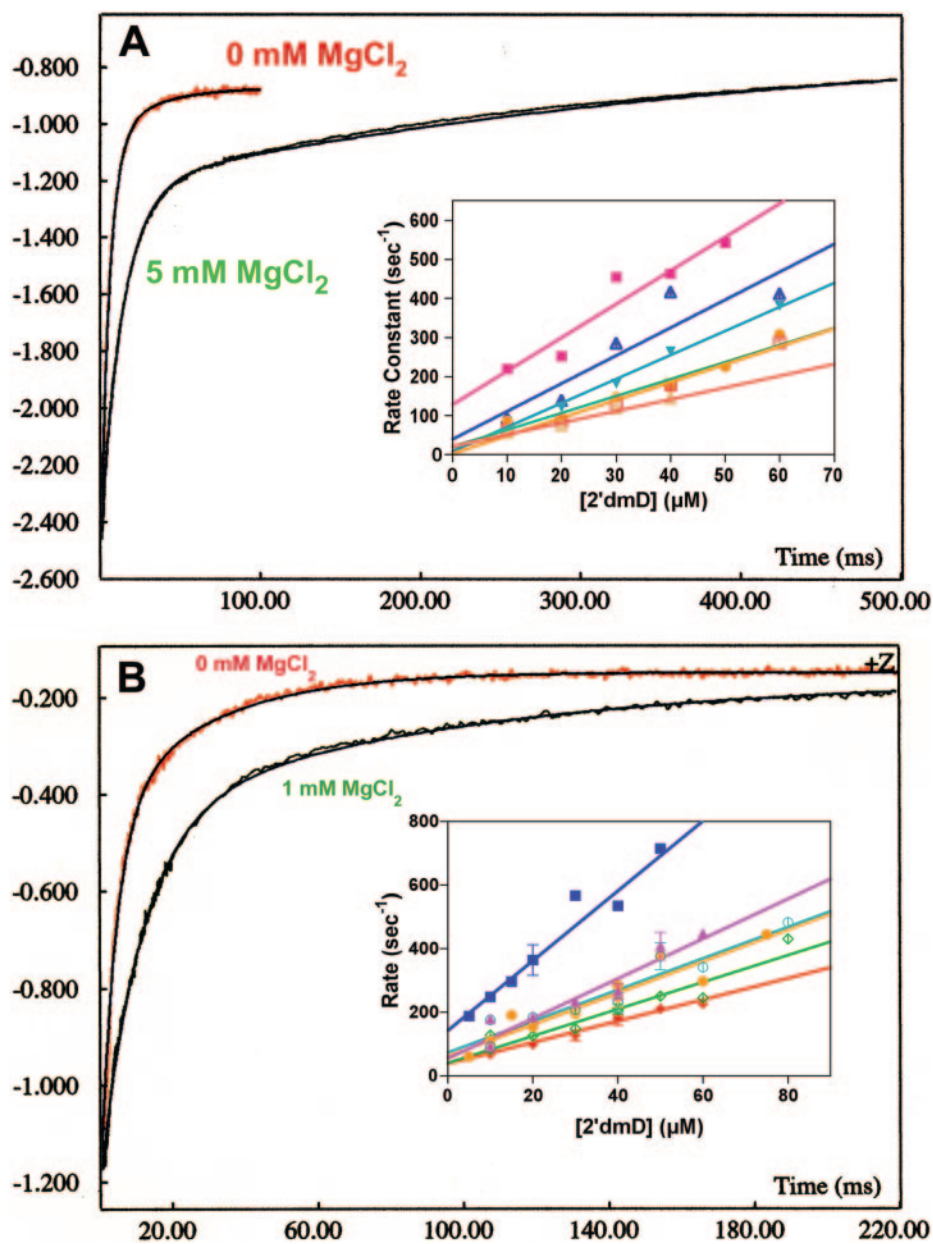 A
0 mM MgCl2
-0.800
-1.000
-1.200
-1.400
-1.600
-1.800
-2.000
-2.200
-2.400
-2.600
5 mM MgCl2
Rate Constant (sec-1)
600
500
400
300
200
100
0
0 10 20 30 40 50 60 70
[2'dmD] (µM)
Time (ms)
100.00 200.00 300.00 400.00 500.00
B
0 mM MgCl2
+Z
-0.200
-0.400
-0.600
-0.800
-1.000
-1.200
1 mM MgCl2
Rate (sec-1)
800
600
400
200
0
0 20 40 60 80
[2'dmD] (µM)
Time (ms)
20.00 60.00 100.00 140.00 180.00 220.00